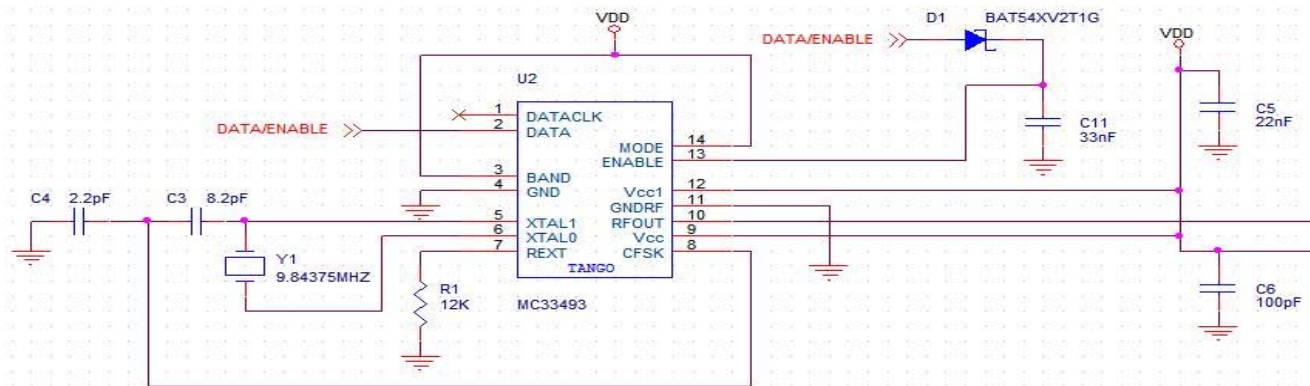 VDD
D1 BAT54XV2T1G
DATA/ENABLE
VDD
U2
1 DATACLK
2 DATA
DATA/ENABLE
C5
22nF
C11
33nF
MODE 14
ENABLE 13
3 BAND
4 GND
Vcc1 12
GNDRF 11
C4 2.2pF C3 8.2pF
5 XTAL1
RFOUT 10
6 XTAL0
Vcc 9
7 REXT
CFSK 8
TANGO
Y1
9.84375MHZ
R1
12K
MC33493
C6
100pF